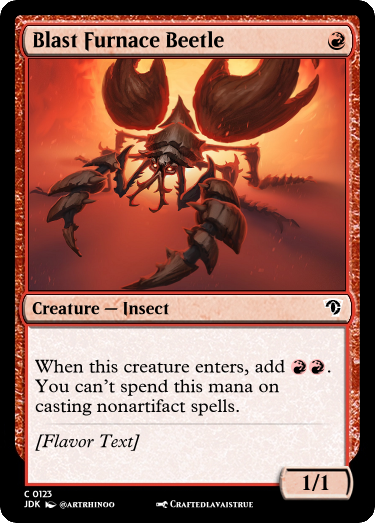 Blast Furnace Beetle
Creature — Insect
When this creature enters, add .
You can't spend this mana on
casting nonartifact spells.
[Flavor Text]
1/1
C 0123
JDK @ARTRHINOO CRAFTEDLAVAISTRUE